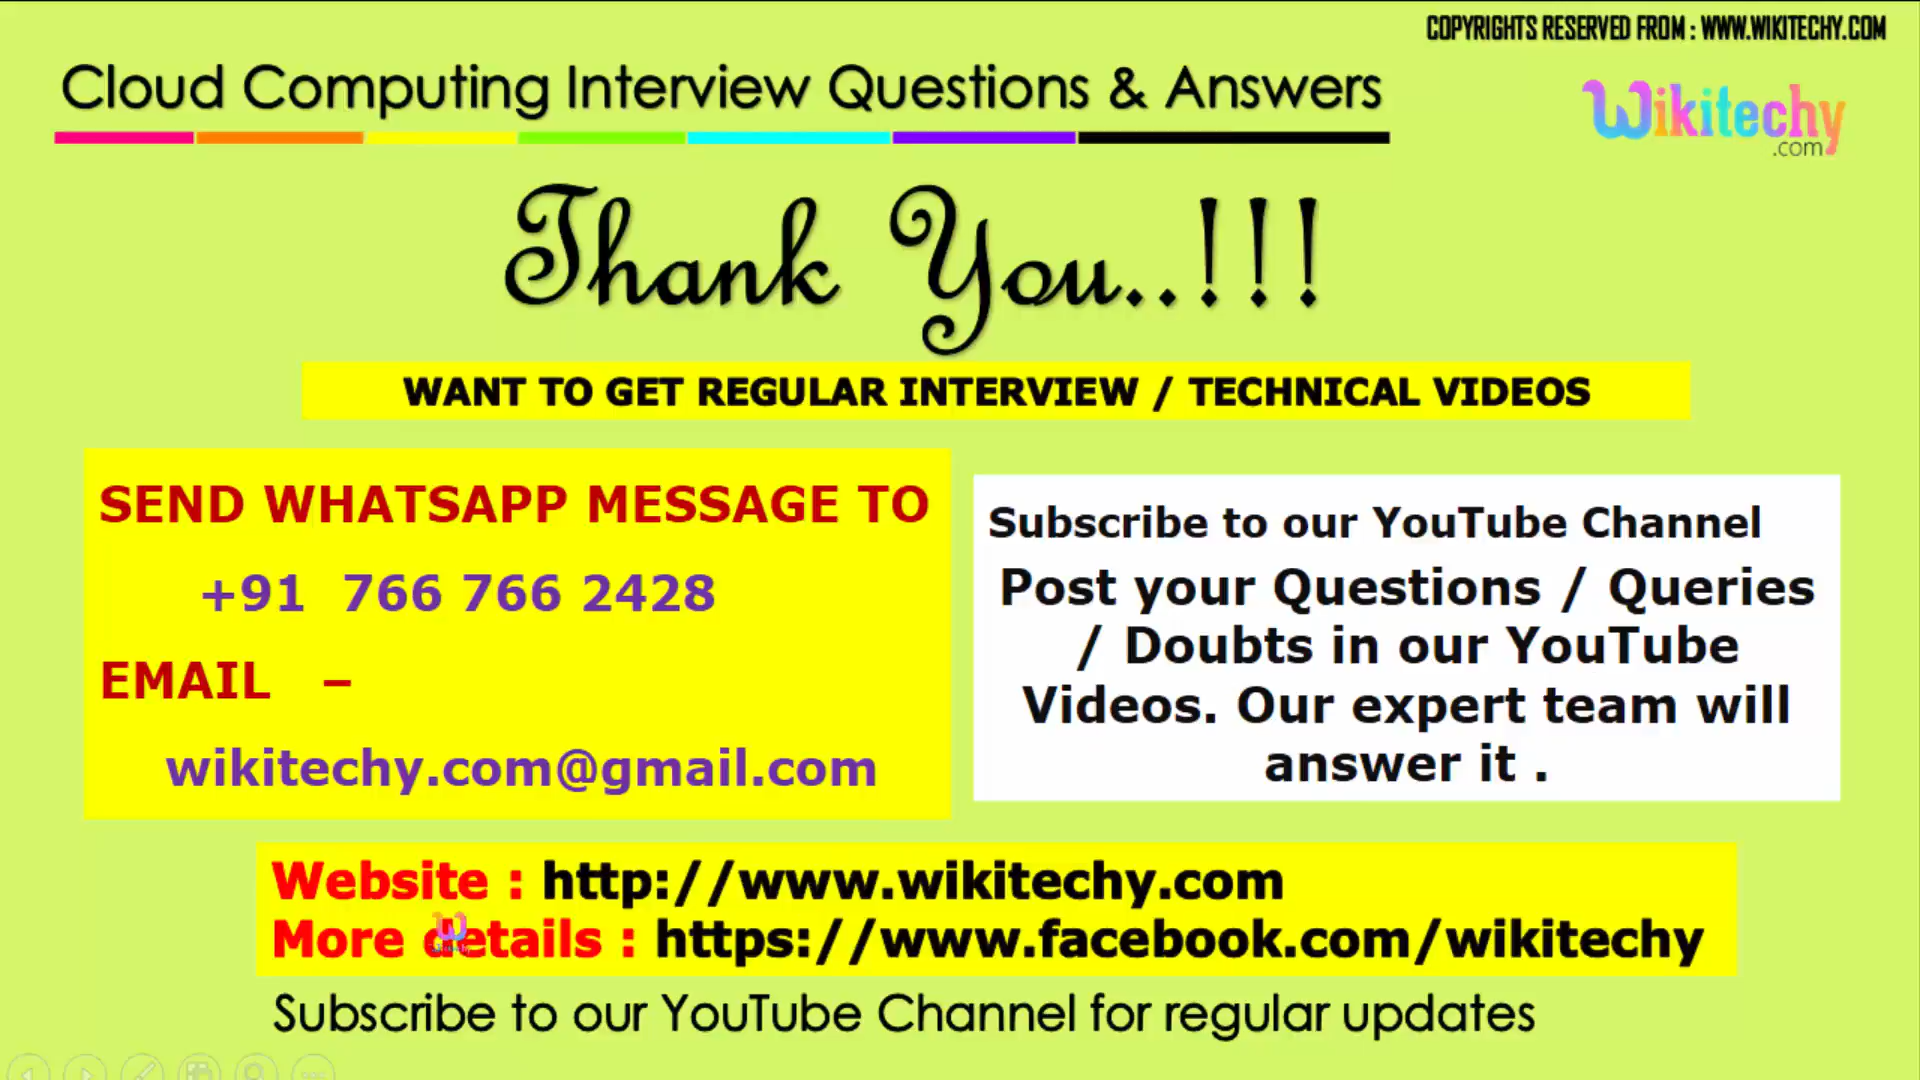 COPYRIGHTS RESERVED FROM : WWW.WIKITECHY.COM
Cloud Computing Interview Questions & Answers
Wikitechy
.com
Thank You..!!!
WANT TO GET REGULAR INTERVIEW / TECHNICAL VIDEOS
SEND WHATSAPP MESSAGE TO
+91 766 766 2428
EMAIL –
wikitechy.com@gmail.com
Subscribe to our YouTube Channel
Post your Questions / Queries
/ Doubts in our YouTube
Videos. Our expert team will
answer it .
Website : http://www.wikitechy.com
More details : https://www.facebook.com/wikitechy
Subscribe to our YouTube Channel for regular updates